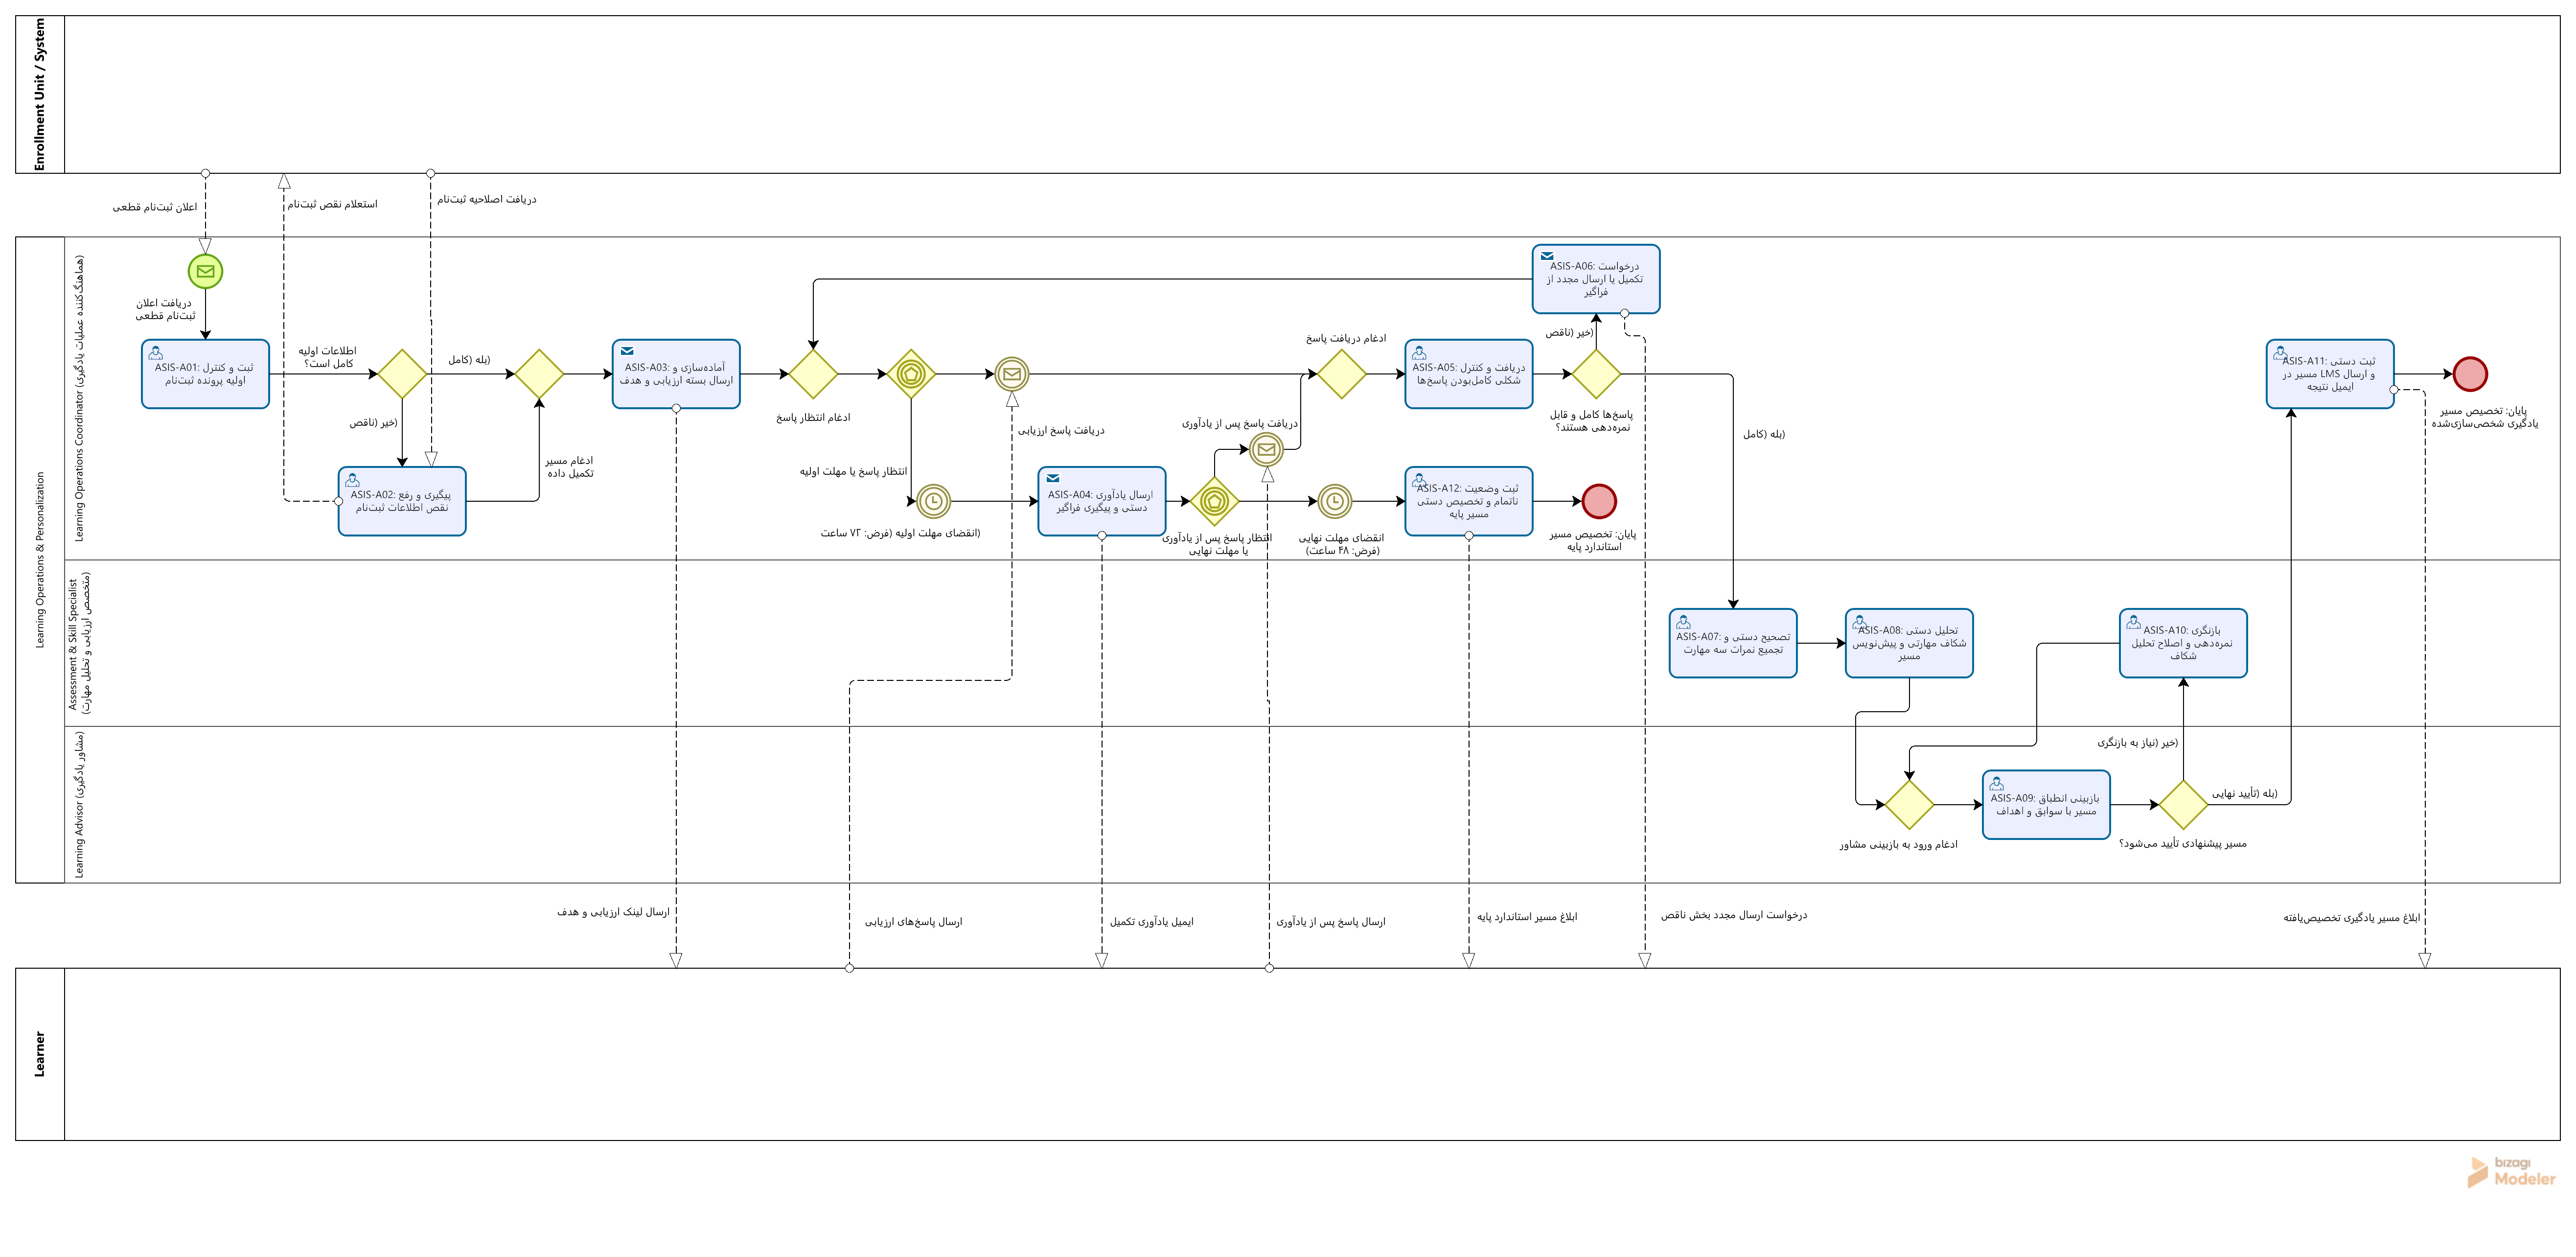 Enrollment Unit / System
اعلان ثبت‌نام قطعی
استعلام نقص ثبت‌نام
دریافت اصلاحیه ثبت‌نام
Learning Operations & Personalization
Learning Operations Coordinator (هماهنگ‌کننده عملیات یادگیری)
دریافت اعلان
ثبت‌نام قطعی
ASIS-A01: ثبت و کنترل
اولیه پرونده ثبت‌نام
اطلاعات اولیه
کامل است؟
بله (کامل)
خیر (ناقص)
ASIS-A02: پیگیری و رفع
نقص اطلاعات ثبت‌نام
ادغام مسیر
تکمیل داده
ASIS-A03: آماده‌سازی و
ارسال بسته ارزیابی و هدف
ادغام انتظار پاسخ
انتظار پاسخ یا مهلت اولیه
دریافت پاسخ ارزیابی
انقضای مهلت اولیه (فرض: ۷۲ ساعت)
ASIS-A04: ارسال یادآوری
دستی و پیگیری فراگیر
انتظار پاسخ پس از یادآوری
یا مهلت نهایی
دریافت پاسخ پس از یادآوری
انقضای مهلت نهایی
(فرض: ۴۸ ساعت)
ادغام دریافت پاسخ
ASIS-A05: دریافت و کنترل
شکلی کامل‌بودن پاسخ‌ها
ASIS-A06: درخواست
تکمیل یا ارسال مجدد از
فراگیر
خیر (ناقص)
پاسخ‌ها کامل و قابل
نمره‌دهی هستند؟
بله (کامل)
ASIS-A12: ثبت وضعیت
ناتمام و تخصیص دستی
مسیر پایه
پایان: تخصیص مسیر
استاندارد پایه
ASIS-A11: ثبت دستی
مسیر در LMS و ارسال
ایمیل نتیجه
پایان: تخصیص مسیر
یادگیری شخصی‌سازی‌شده
Assessment & Skill Specialist
(متخصص ارزیابی و تحلیل مهارت)
ASIS-A07: تصحیح دستی و
تجمیع نمرات سه مهارت
ASIS-A08: تحلیل دستی
شکاف مهارتی و پیش‌نویس
مسیر
ASIS-A10: بازنگری
نمره‌دهی و اصلاح تحلیل
شکاف
Learning Advisor (مشاور یادگیری)
ادغام ورود به بازبینی مشاور
ASIS-A09: بازبینی انطباق
مسیر با سوابق و اهداف
مسیر پیشنهادی تأیید می‌شود؟
خیر (نیاز به بازنگری)
بله (تأیید نهایی)
ارسال لینک ارزیابی و هدف
ارسال پاسخ‌های ارزیابی
ایمیل یادآوری تکمیل
ارسال پاسخ پس از یادآوری
ابلاغ مسیر استاندارد پایه
درخواست ارسال مجدد بخش ناقص
ابلاغ مسیر یادگیری تخصیص‌یافته
Learner
bizagi
Modeler